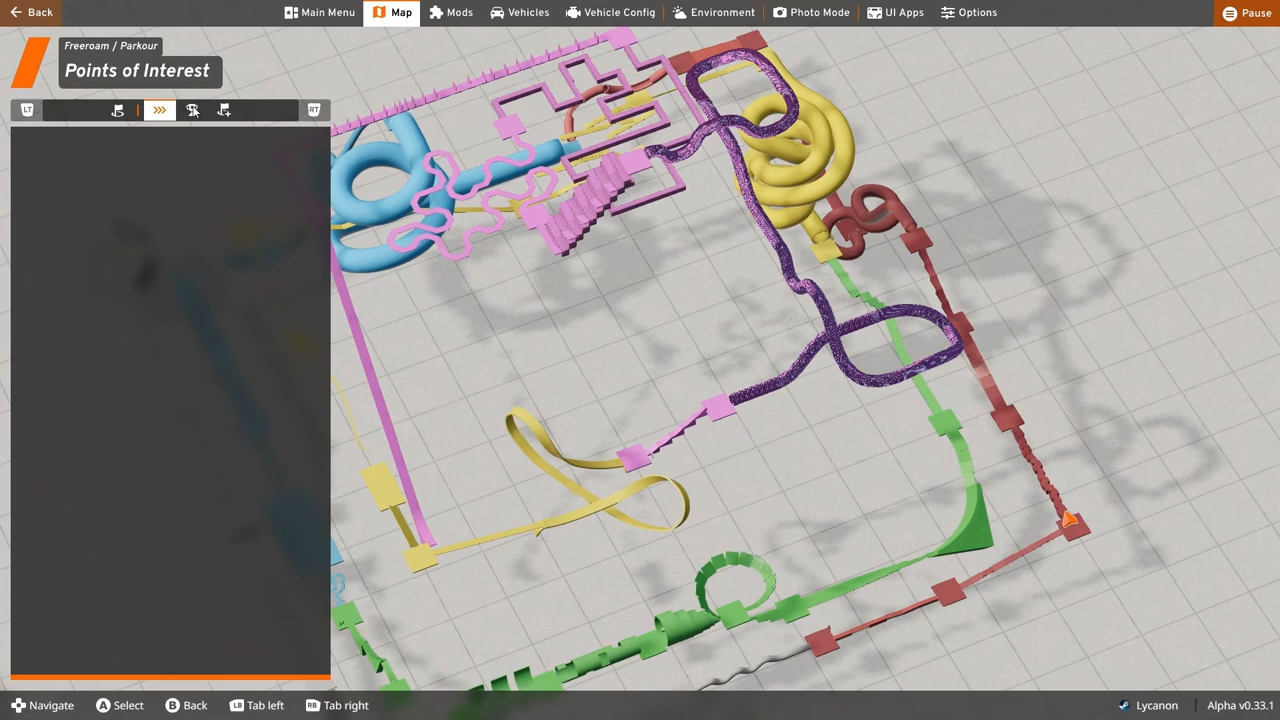 Back
Main Menu
Map
Mods
Vehicles
Vehicle Config
Environment
Photo Mode
UI Apps
Options
Pause
Freeroam / Parkour
Points of Interest
LT
RT
Navigate
A Select
B Back
LB Tab left
RB Tab right
Lycanon
Alpha v0.33.1